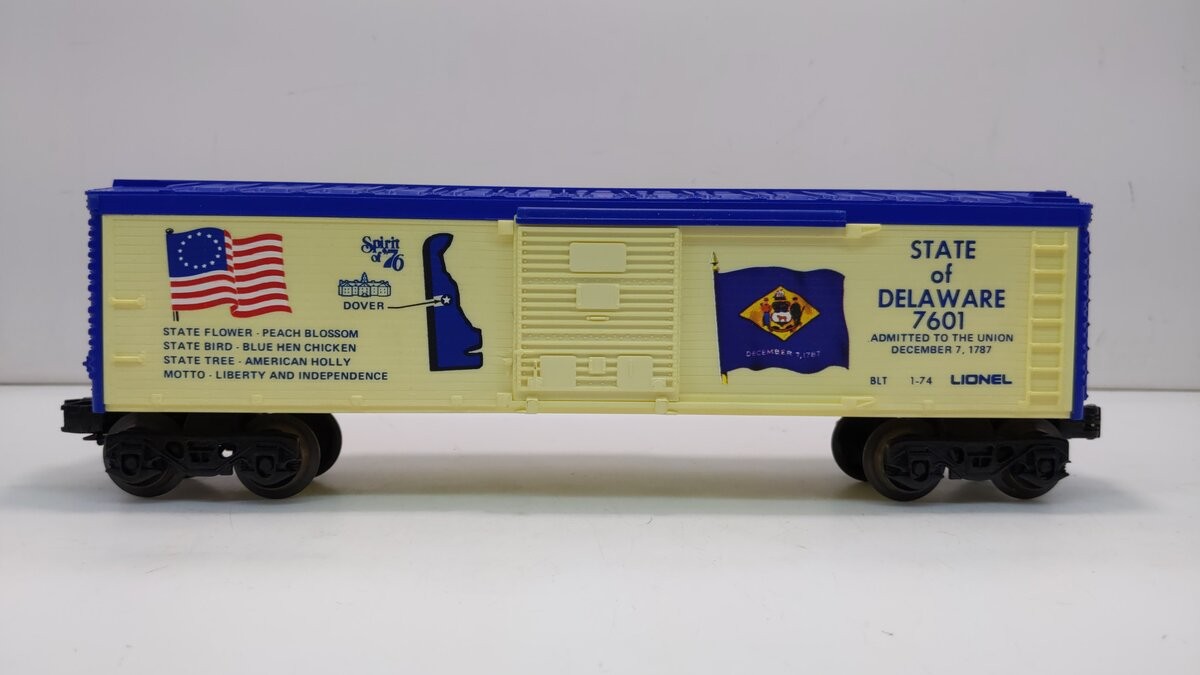 Spirit
of '76
DOVER
STATE FLOWER - PEACH BLOSSOM
STATE BIRD - BLUE HEN CHICKEN
STATE TREE - AMERICAN HOLLY
MOTTO - LIBERTY AND INDEPENDENCE
DECEMBER 7, 1787
STATE
of
DELAWARE
7601
ADMITTED TO THE UNION
DECEMBER 7, 1787
BLT 1-74 LIONEL